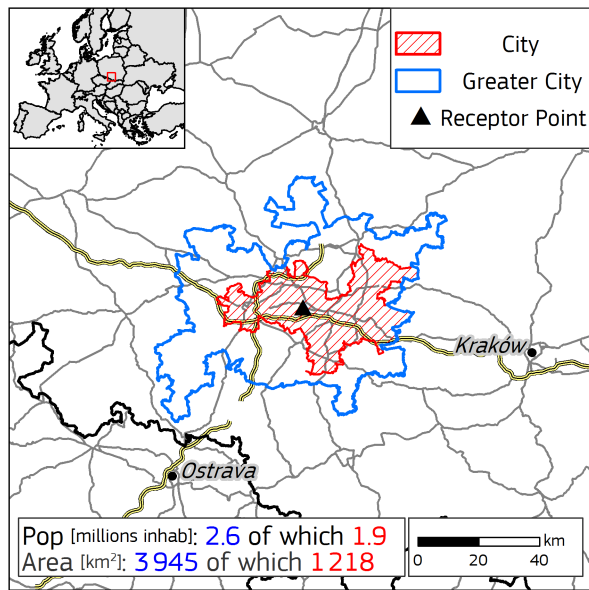 City
Greater City
Receptor Point
Kraków
Ostrava
Pop [millions inhab]: 2.6 of which 1.9
Area [km²]: 3 945 of which 1 218
km
0 20 40